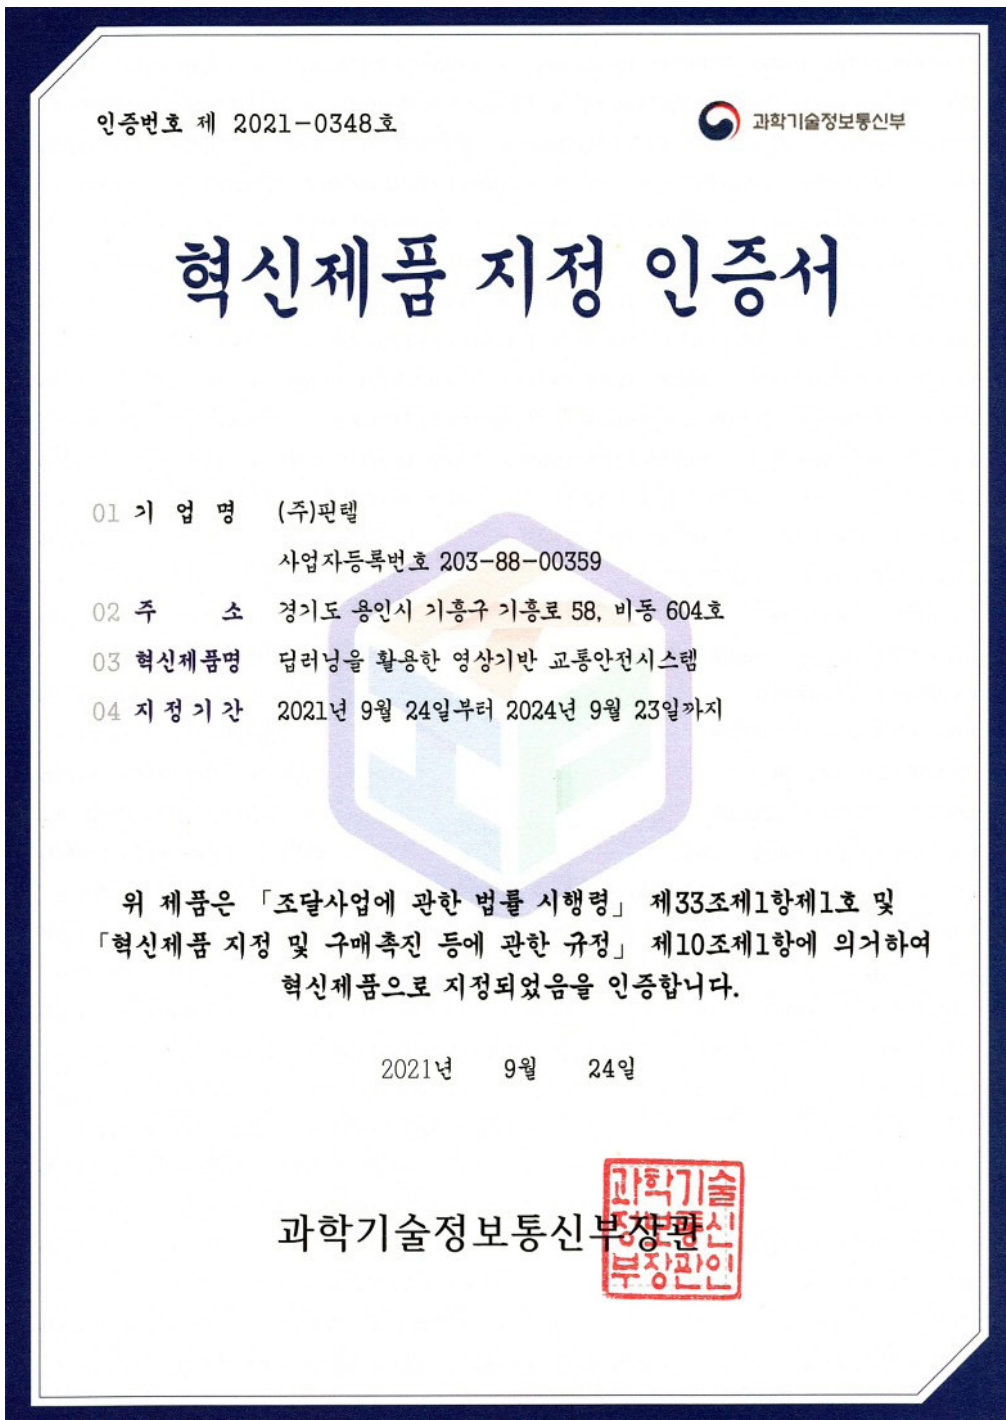 인증번호 제 2021-0348호
과학기술정보통신부
혁신제품 지정 인증서
01 기 업 명 (주)핀텔
사업자등록번호 203-88-00359
02 주 소 경기도 용인시 기흥구 기흥로 58, 비동 604호
03 혁신제품명 딥러닝을 활용한 영상기반 교통안전시스템
04 지정기간 2021년 9월 24일부터 2024년 9월 23일까지
위 제품은 「조달사업에 관한 법률 시행령」 제33조제1항제1호 및
「혁신제품 지정 및 구매촉진 등에 관한 규정」 제10조제1항에 의거하여
혁신제품으로 지정되었음을 인증합니다.
2021년 9월 24일
과학기술정보통신부장관
과학기술
정보통신
부장관인